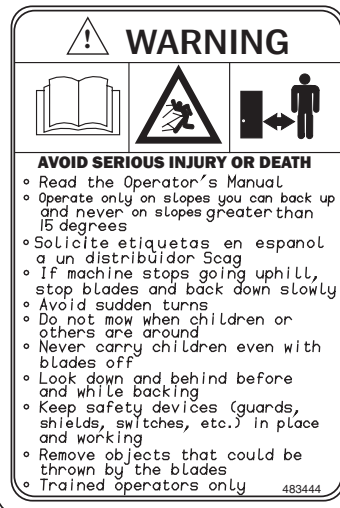 WARNING
AVOID SERIOUS INJURY OR DEATH
° Read the Operator's Manual
° Operate only on slopes you can back up
and never on slopes greater than
15 degrees
° Solicite etiquetas en espanol
a un distribuidor Scag
° If machine stops going uphill,
stop blades and back down slowly
° Avoid sudden turns
° Do not mow when children or
others are around
° Never carry children even with
blades off
° Look down and behind before
and while backing
° Keep safety devices (guards,
shields, switches, etc.) in place
and working
° Remove objects that could be
thrown by the blades
° Trained operators only 483444